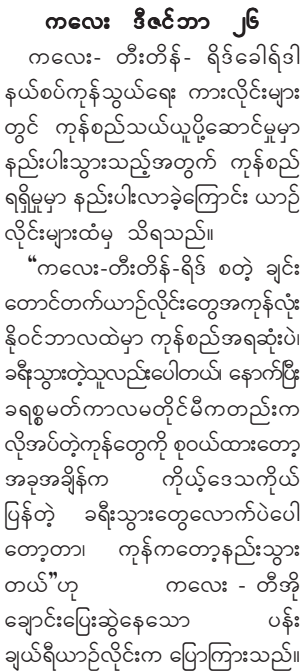 ကလေး ဒီဇင်ဘာ ၂၆
ကလေး- တီးတိန်- ရိဒ်ခေါါရ်ဒါ
နယ်စပ်ကုန်သွယ်ရေး ကားလိုင်းများ
တွင် ကုန်စည်သယ်ယူပို့ဆောင်မှုမှာ
နည်းပါးသွားသည့်အတွက် ကုန်စည်
ရရှိမှုမှာ နည်းပါးလာခဲ့ကြောင်း ယာဉ်
လိုင်းများထံမှ သိရသည်။
“ကလေး-တီးတိန်-ရိဒ် စတဲ့ ချင်း
တောင်တက်ယာဉ်လိုင်းတွေအကုန်လုံး
နိုဝင်ဘာလထဲမှာ ကုန်စည်အရဆုံးပဲ၊
ခရီးသွားတဲ့သူလည်းပေါတယ်၊ နောက်ပြီး
ခရစ္စမတ်ကာလမတိုင်မီကတည်းက
လိုအပ်တဲ့ကုန်တွေကို စုဝယ်ထားတော့
အခုအချိန်က ကိုယ့်ဒေသကိုယ်
ပြန်တဲ့ ခရီးသွားတွေလောက်ပဲပေါ
တော့တာ၊ ကုန်ကတော့နည်းသွား
တယ်”ဟု ကလေး - တီအို
ချောင်းပြေးဆွဲနေသော ပန်း
ချယ်ရီယာဉ်လိုင်းက ပြောကြားသည်။